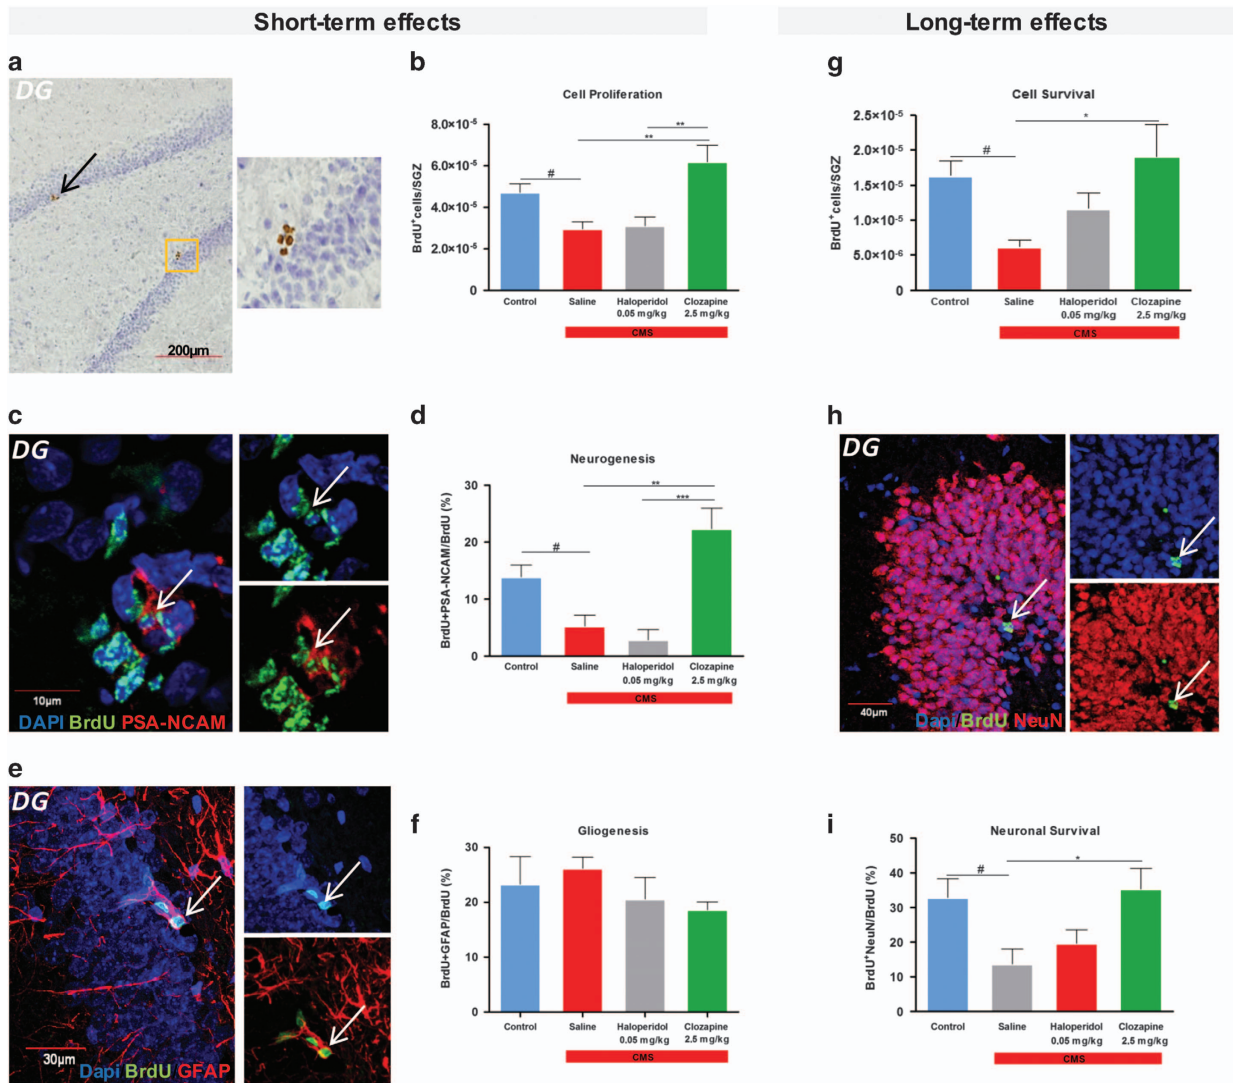 Short-term effects
Long-term effects
a
DG
200µm
b
Cell Proliferation
BrdU⁺cells/SGZ
8.0×10⁻⁵
6.0×10⁻⁵
4.0×10⁻⁵
2.0×10⁻⁵
0
#
**
**
Control
Saline
Haloperidol
0.05 mg/kg
Clozapine
2.5 mg/kg
CMS
g
Cell Survival
BrdU⁺cells/SGZ
2.5×10⁻⁵
2.0×10⁻⁵
1.5×10⁻⁵
1.0×10⁻⁵
5.0×10⁻⁶
0
#
*
Control
Saline
Haloperidol
0.05 mg/kg
Clozapine
2.5 mg/kg
CMS
c
DG
10µm
DAPI BrdU PSA-NCAM
d
Neurogenesis
BrdU+PSA-NCAM/BrdU (%)
30
20
10
0
#
**
***
Control
Saline
Haloperidol
0.05 mg/kg
Clozapine
2.5 mg/kg
CMS
h
DG
40µm
Dapi BrdU NeuN
e
DG
30µm
Dapi BrdU GFAP
f
Gliogenesis
BrdU+GFAP/BrdU (%)
30
20
10
0
Control
Saline
Haloperidol
0.05 mg/kg
Clozapine
2.5 mg/kg
CMS
i
Neuronal Survival
BrdU⁺NeuN/BrdU (%)
50
40
30
20
10
0
#
*
Control
Saline
Haloperidol
0.05 mg/kg
Clozapine
2.5 mg/kg
CMS